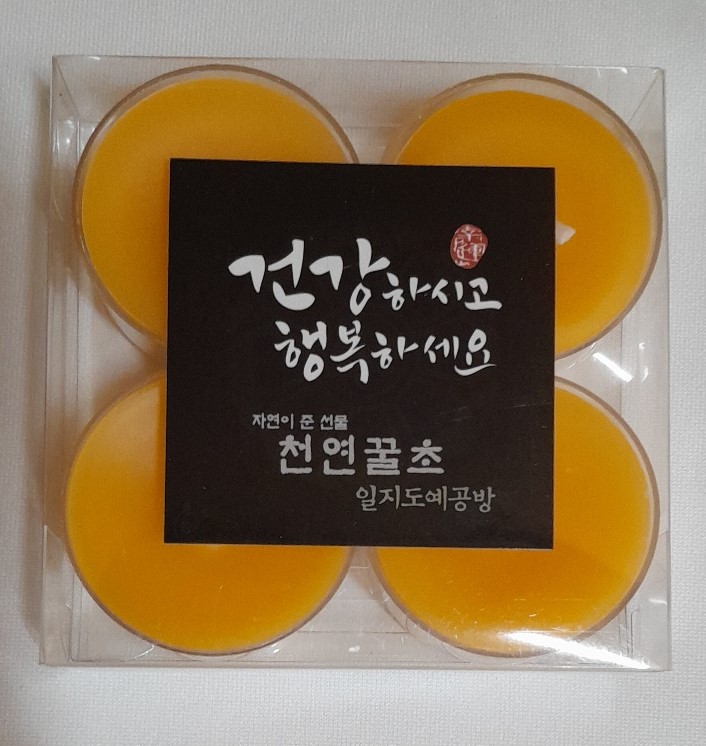 건강하시고
행복하세요
자연이 준 선물
천연꿀초
일지도예공방